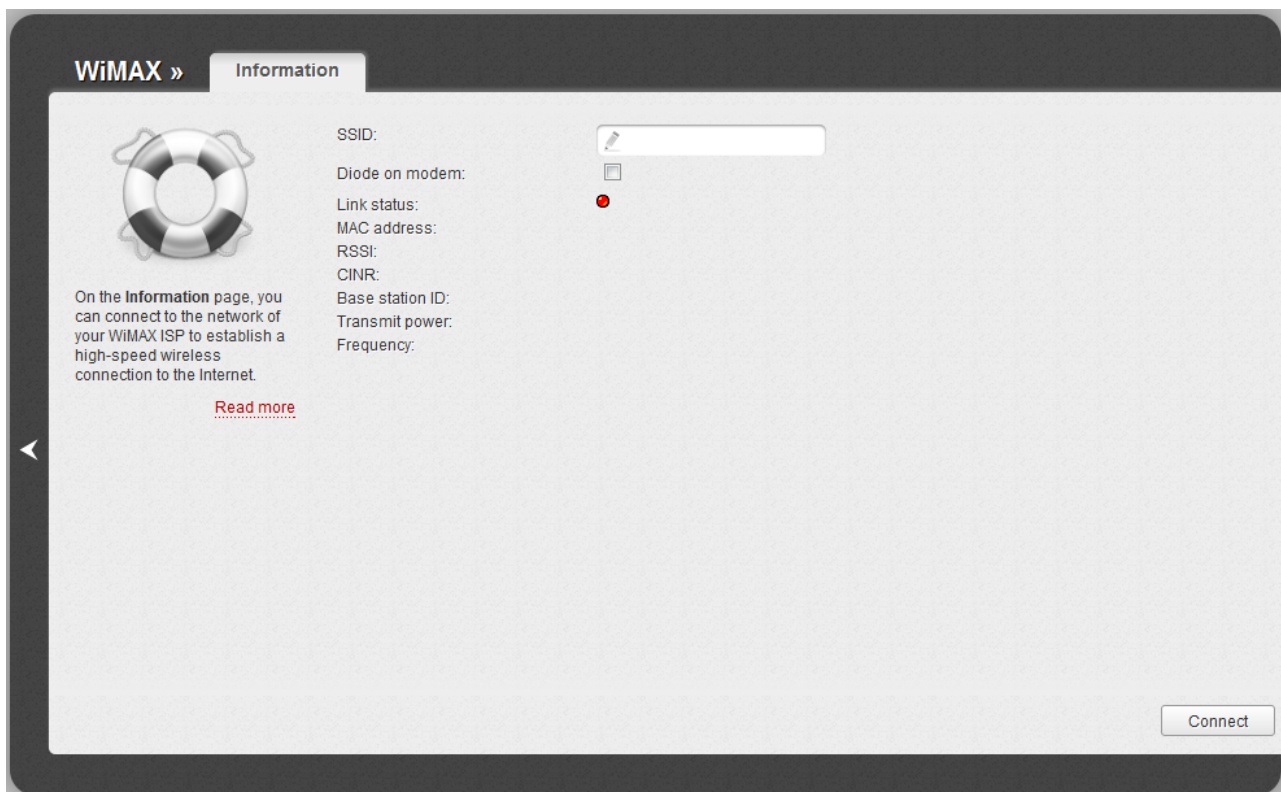 WiMAX »
Information
SSID:
Diode on modem:
Link status:
MAC address:
RSSI:
CINR:
Base station ID:
Transmit power:
Frequency:
On the Information page, you
can connect to the network of
your WiMAX ISP to establish a
high-speed wireless
connection to the Internet.
Read more
Connect